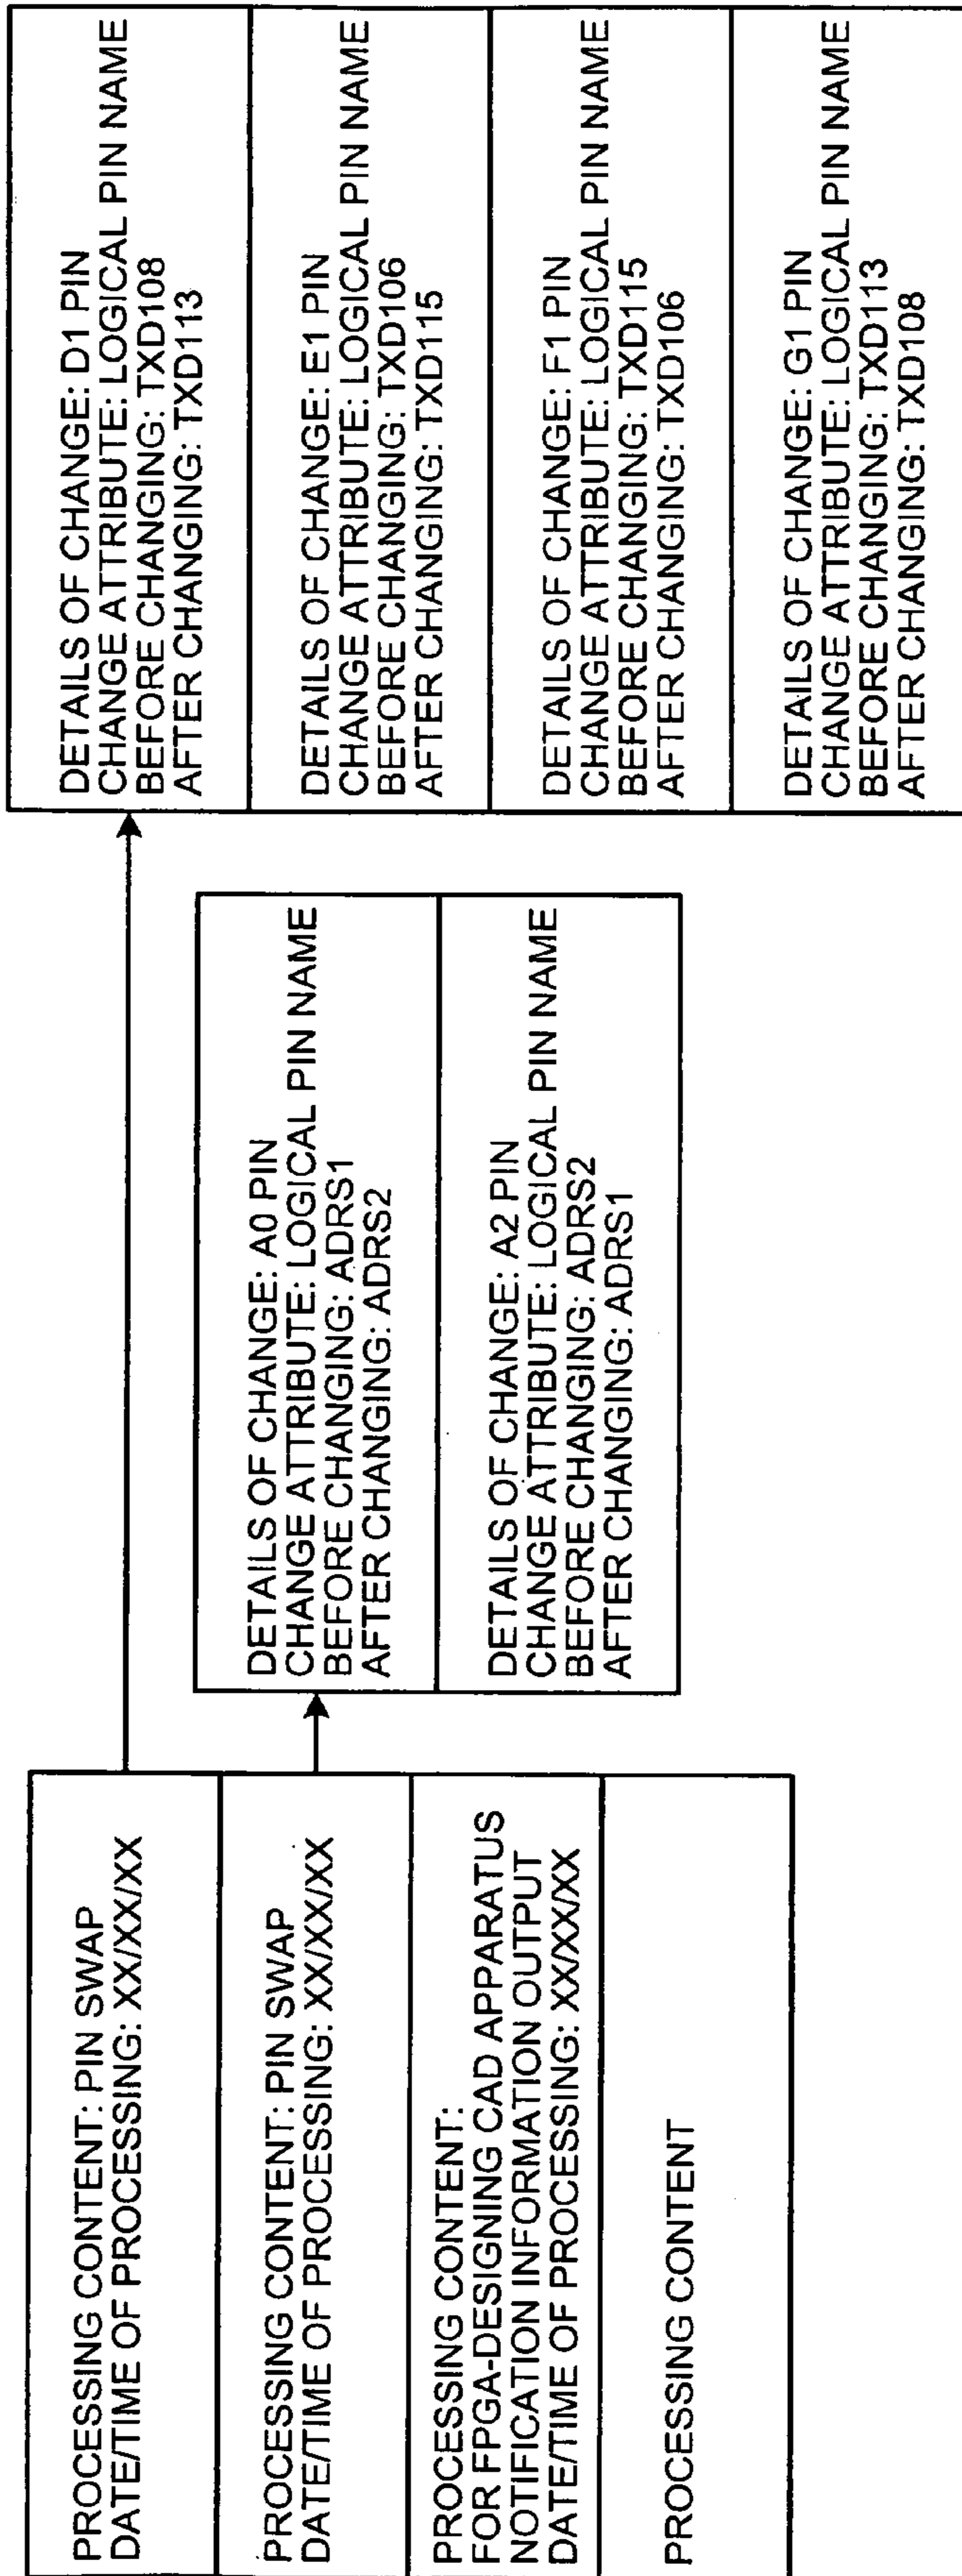 PROCESSING CONTENT: PIN SWAP
DATE/TIME OF PROCESSING: XX/XX/XX
PROCESSING CONTENT: PIN SWAP
DATE/TIME OF PROCESSING: XX/XX/XX
PROCESSING CONTENT:
FOR FPGA-DESIGNING CAD APPARATUS
NOTIFICATION INFORMATION OUTPUT
DATE/TIME OF PROCESSING: XX/XX/XX
PROCESSING CONTENT
DETAILS OF CHANGE: A0 PIN
CHANGE ATTRIBUTE: LOGICAL PIN NAME
BEFORE CHANGING: ADRS1
AFTER CHANGING: ADRS2
DETAILS OF CHANGE: A2 PIN
CHANGE ATTRIBUTE: LOGICAL PIN NAME
BEFORE CHANGING: ADRS2
AFTER CHANGING: ADRS1
DETAILS OF CHANGE: D1 PIN
CHANGE ATTRIBUTE: LOGICAL PIN NAME
BEFORE CHANGING: TXD108
AFTER CHANGING: TXD113
DETAILS OF CHANGE: E1 PIN
CHANGE ATTRIBUTE: LOGICAL PIN NAME
BEFORE CHANGING: TXD106
AFTER CHANGING: TXD115
DETAILS OF CHANGE: F1 PIN
CHANGE ATTRIBUTE: LOGICAL PIN NAME
BEFORE CHANGING: TXD115
AFTER CHANGING: TXD106
DETAILS OF CHANGE: G1 PIN
CHANGE ATTRIBUTE: LOGICAL PIN NAME
BEFORE CHANGING: TXD113
AFTER CHANGING: TXD108